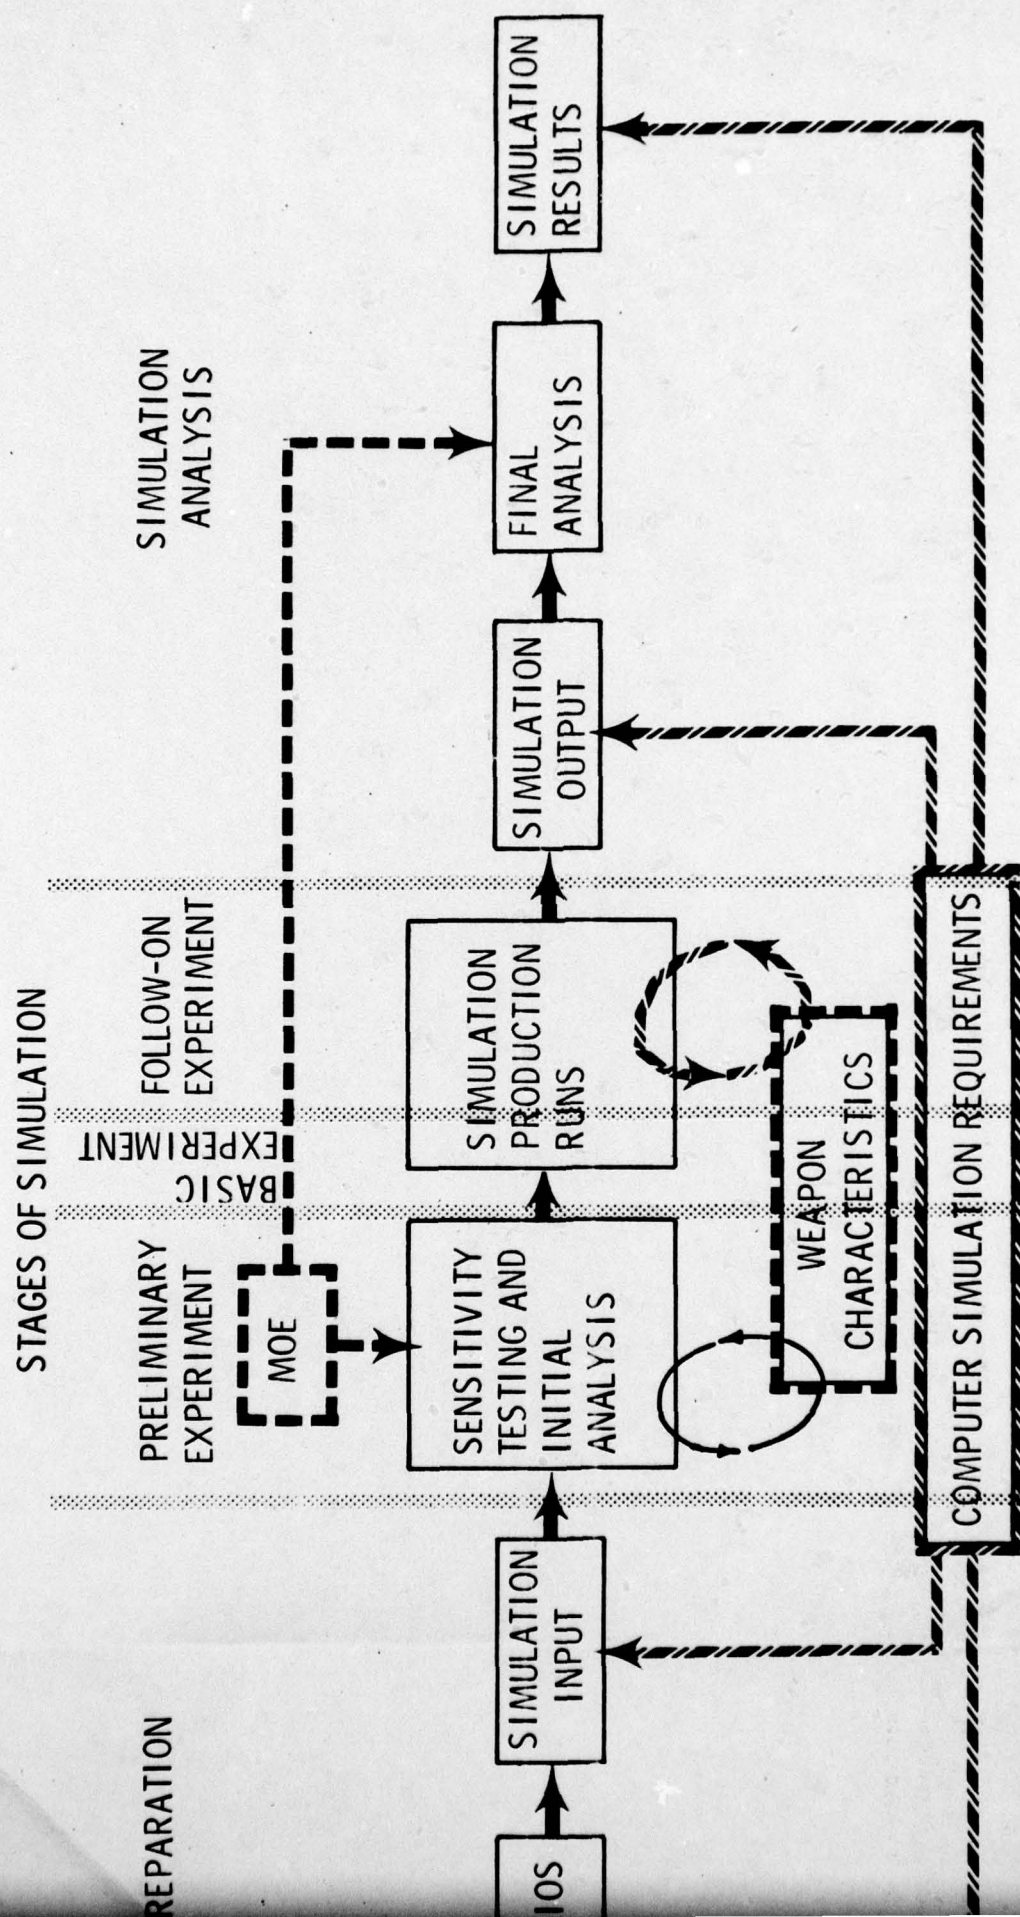 STAGES OF SIMULATION
REPARATION
PRELIMINARY
EXPERIMENT
BASIC
EXPERIMENT
FOLLOW-ON
EXPERIMENT
SIMULATION
ANALYSIS
MOE
IOS
SIMULATION
INPUT
SENSITIVITY
TESTING AND
INITIAL
ANALYSIS
SIMULATION
PRODUCTION
RUNS
SIMULATION
OUTPUT
FINAL
ANALYSIS
SIMULATION
RESULTS
WEAPON
CHARACTERISTICS
COMPUTER SIMULATION REQUIREMENTS